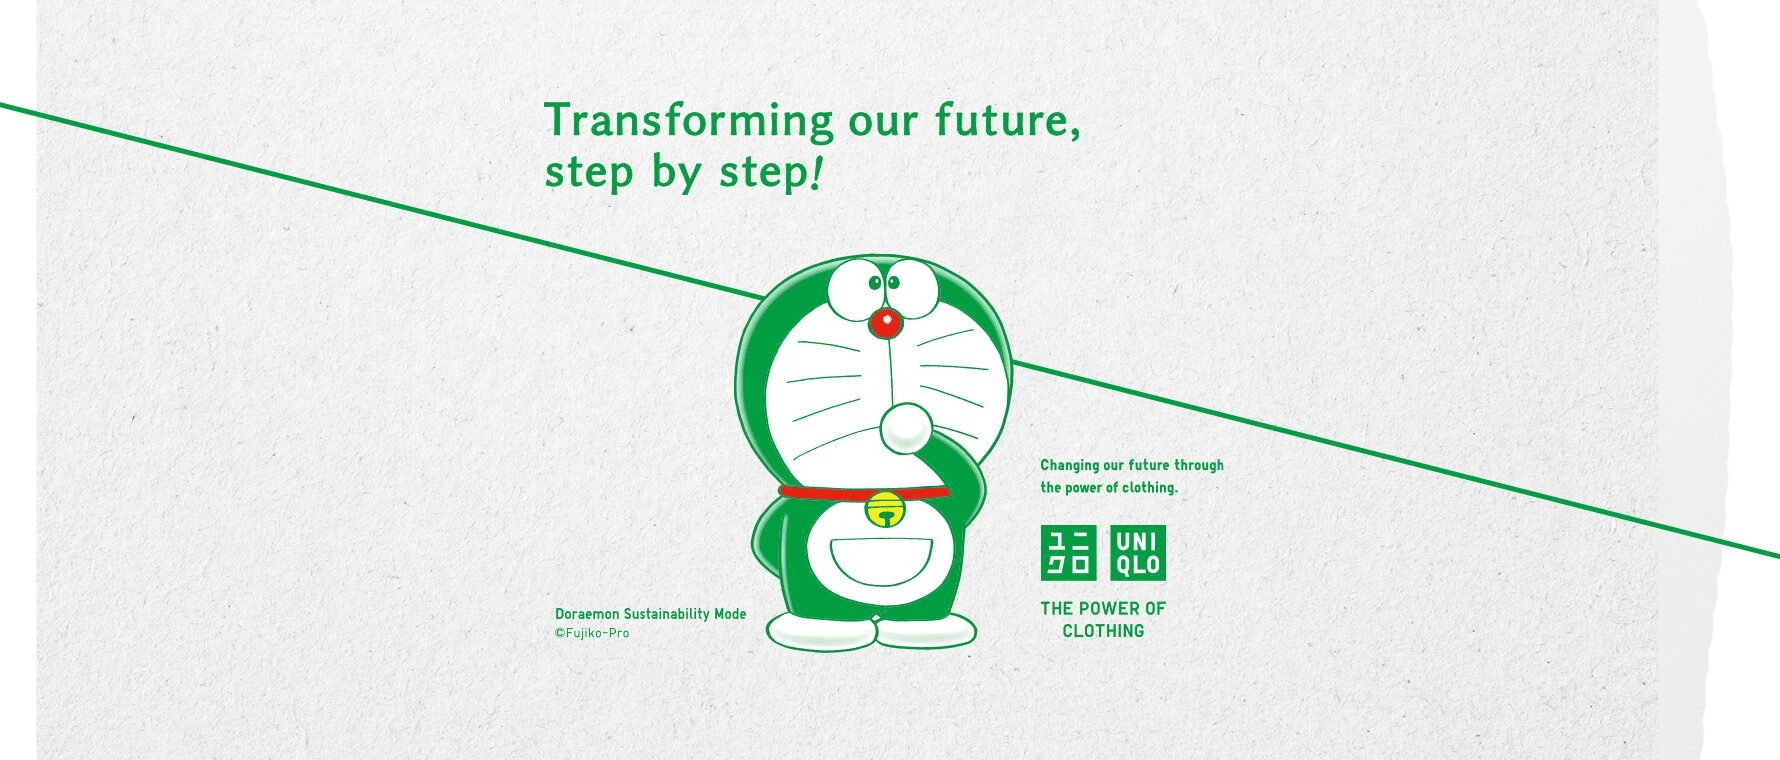 Transforming our future,
step by step!
Changing our future through
the power of clothing.
ユニ
クロ
UNI
QLO
THE POWER OF
CLOTHING
Doraemon Sustainability Mode
©Fujiko-Pro